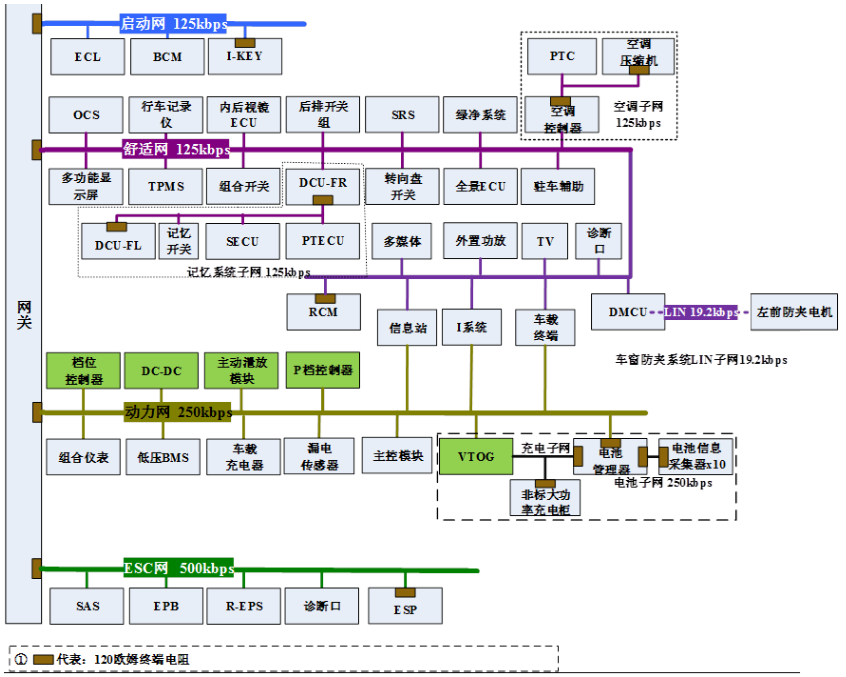 启动网 125kbps
ECL
BCM
I-KEY
PTC
空调
压缩机
OCS
行车记录
仪
内后视镜
ECU
后排开关
组
SRS
绿净系统
空调
控制器
空调子网
125kbps
舒适网 125kbps
多功能显
示屏
TPMS
组合开关
DCU-FR
转向盘
开关
全景ECU
驻车辅助
DCU-FL
记忆
开关
SECU
PTECU
多媒体
外置功放
TV
诊断
口
记忆系统子网 125kbps
网
关
RCM
信息站
I系统
车载
终端
DMCU
LIN 19.2kbps
左前防夹电机
车窗防夹系统LIN子网19.2kbps
档位
控制器
DC-DC
主动泄放
模块
P档控制器
动力网 250kbps
组合仪表
低压BMS
车载
充电器
漏电
传感器
主控模块
VTOG
充电子网
电池
管理器
电池信息
采集器x10
电池子网 250kbps
非标大功
率充电柜
ESC网 500kbps
SAS
EPB
R-EPS
诊断口
ESP
① 代表：120欧姆终端电阻